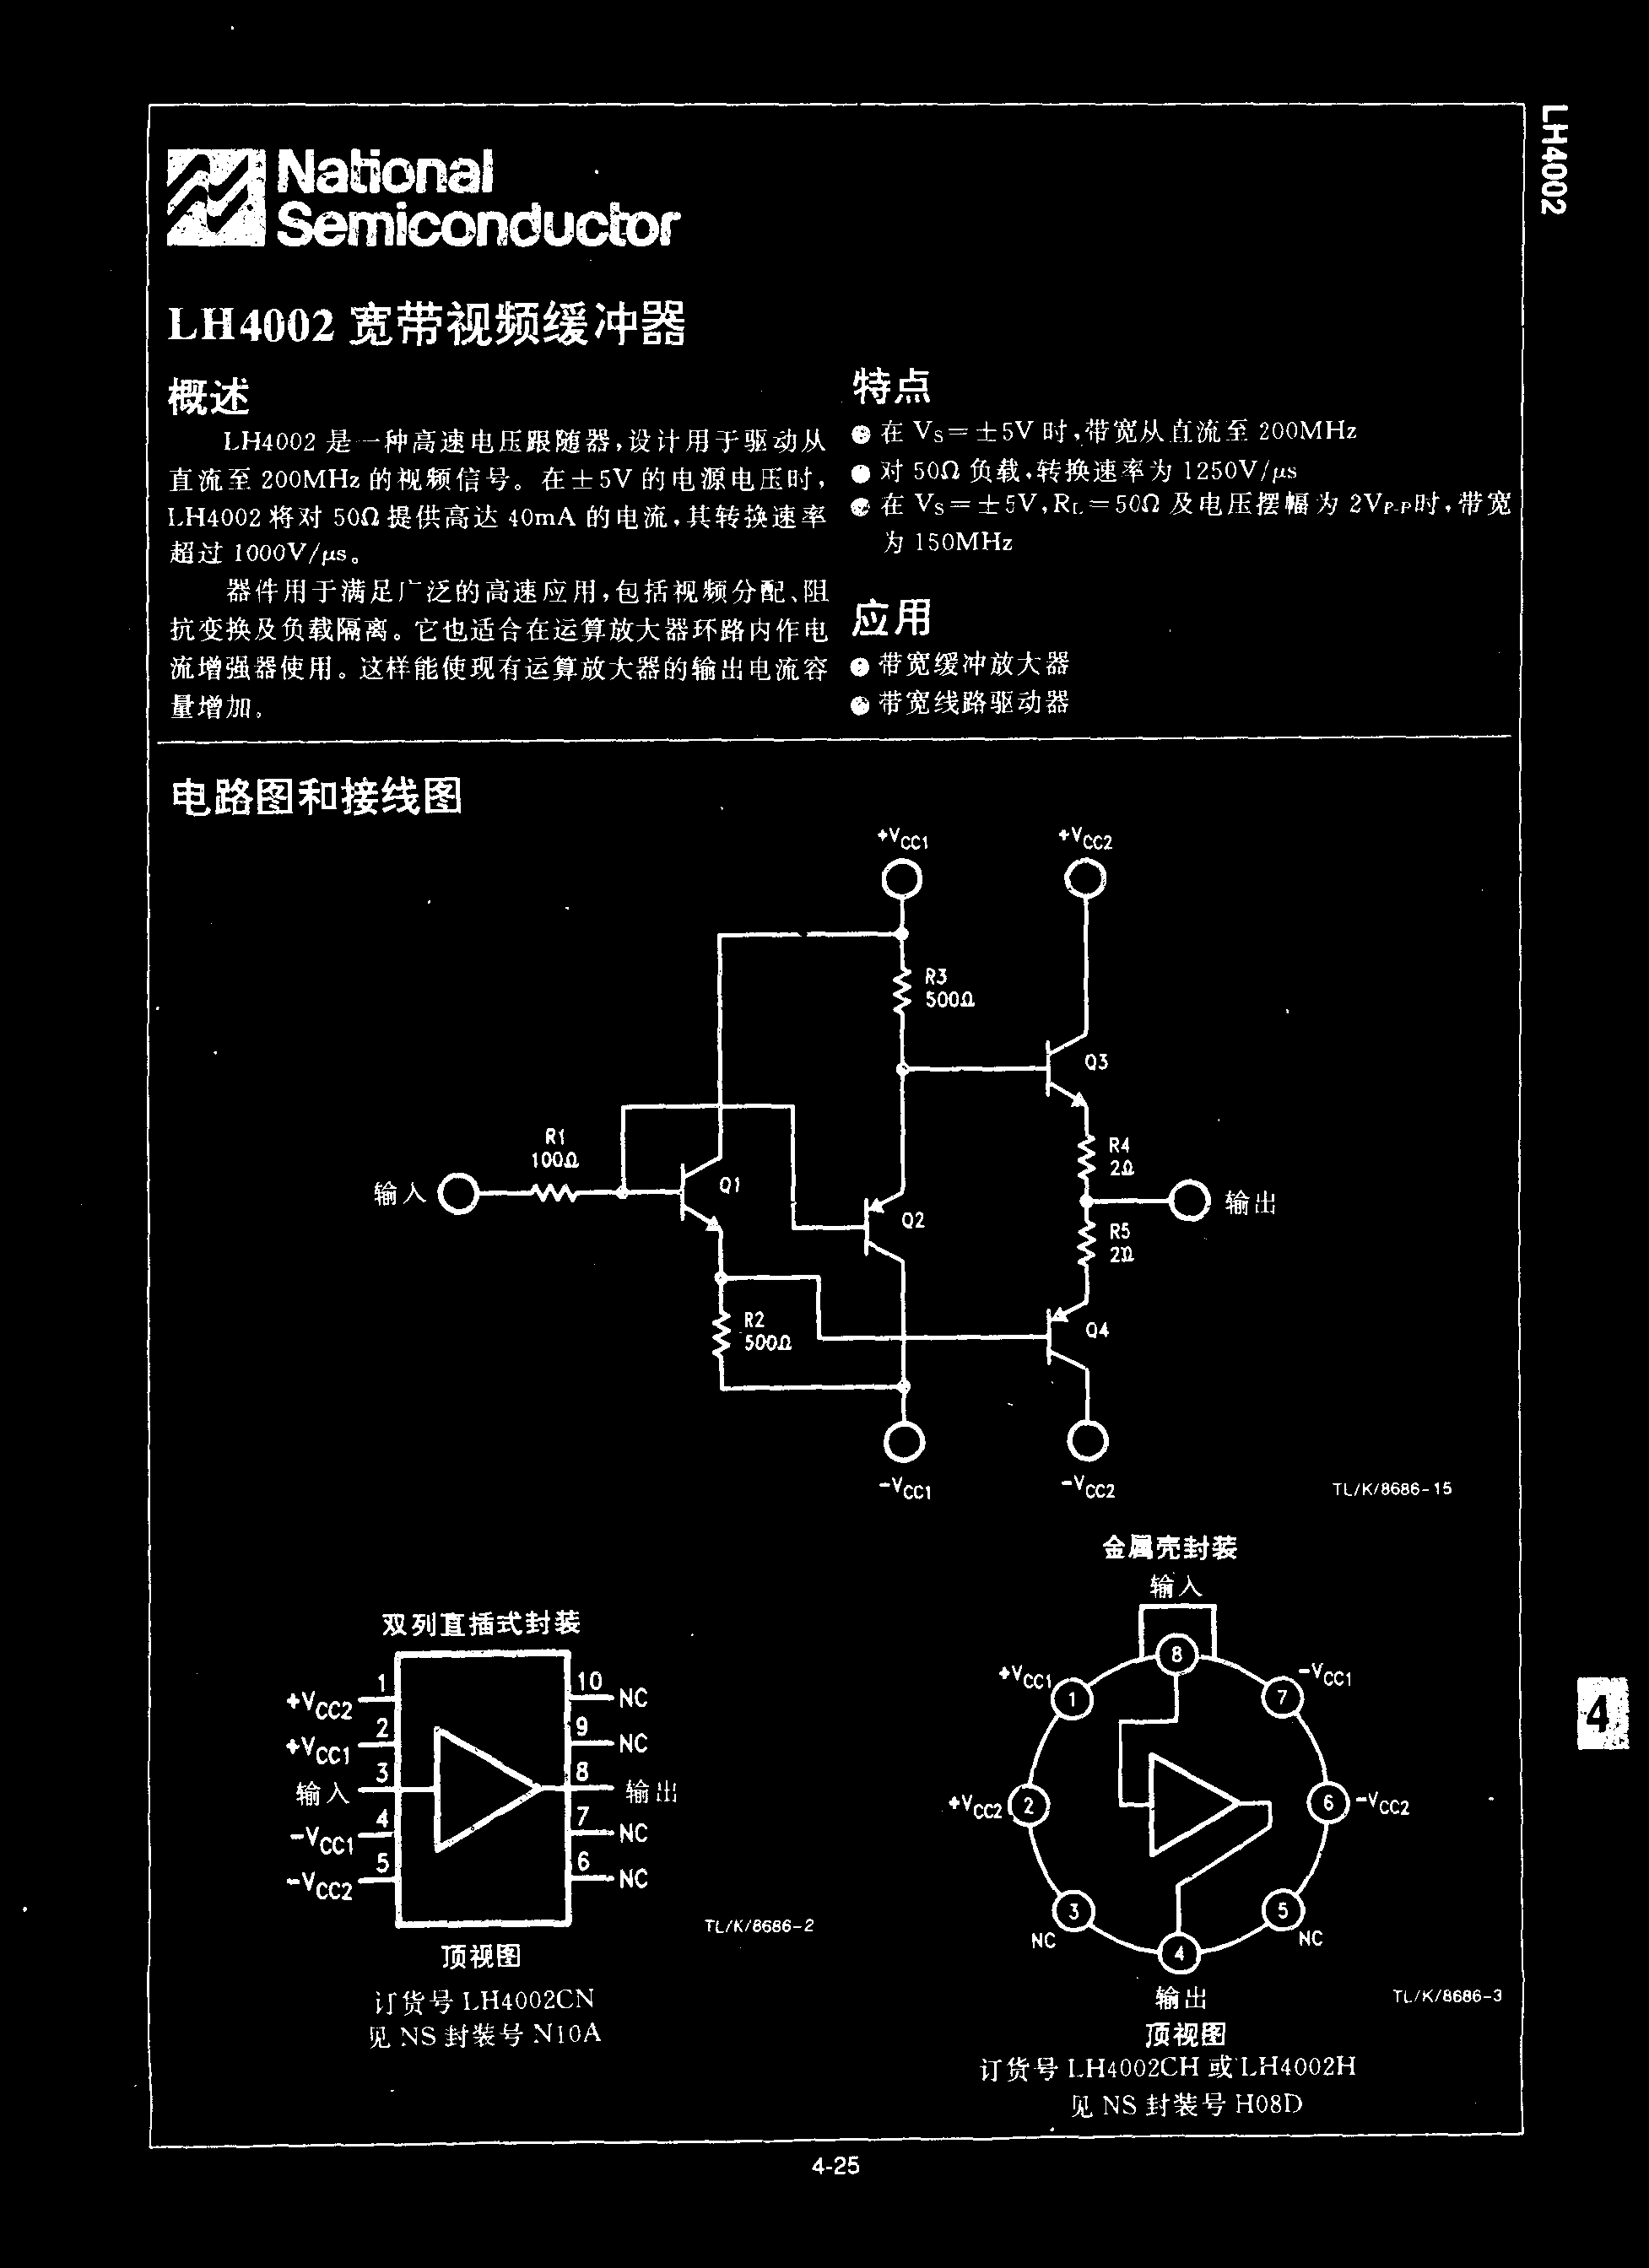 LH4002
National
Semiconductor
LH4002 宽带视频缓冲器
概述
LH4002 是一种高速电压跟随器,设计用于驱动从
直流至 200MHz 的视频信号。在±5V 的电源电压时,
LH4002 将对 50Ω 提供高达 40mA 的电流,其转换速率
超过 1000V/μs。
器件用于满足广泛的高速应用,包括视频分配、阻
抗变换及负载隔离。它也适合在运算放大器环路内作电
流增强器使用。这样能使现有运算放大器的输出电流容
量增加。
特点
● 在 VS=±5V 时,带宽从直流至 200MHz
● 对 50Ω 负载,转换速率为 1250V/μs
● 在 VS=±5V,RL=50Ω 及电压摆幅为 2VP-P时,带宽
为 150MHz
应用
● 带宽缓冲放大器
● 带宽线路驱动器
电路图和接线图
+VCC1
+VCC2
R3
500Ω
Q3
R1
100Ω
R4
2Ω
输入
Q1
Q2
输出
R5
2Ω
R2
500Ω
Q4
-VCC1
-VCC2
TL/K/8686-15
双列直插式封装
+VCC2 1
+VCC1 2
输入 3
-VCC1 4
-VCC2 5
10 NC
9 NC
8 输出
7 NC
6 NC
TL/K/8686-2
顶视图
订货号 LH4002CN
见 NS 封装号 N10A
金属壳封装
输入
8
+VCC1 1
7 -VCC1
+VCC2 2
6 -VCC2
3
NC
5
NC
4
输出
TL/K/8686-3
顶视图
订货号 LH4002CH 或 LH4002H
见 NS 封装号 H08D
4
4-25